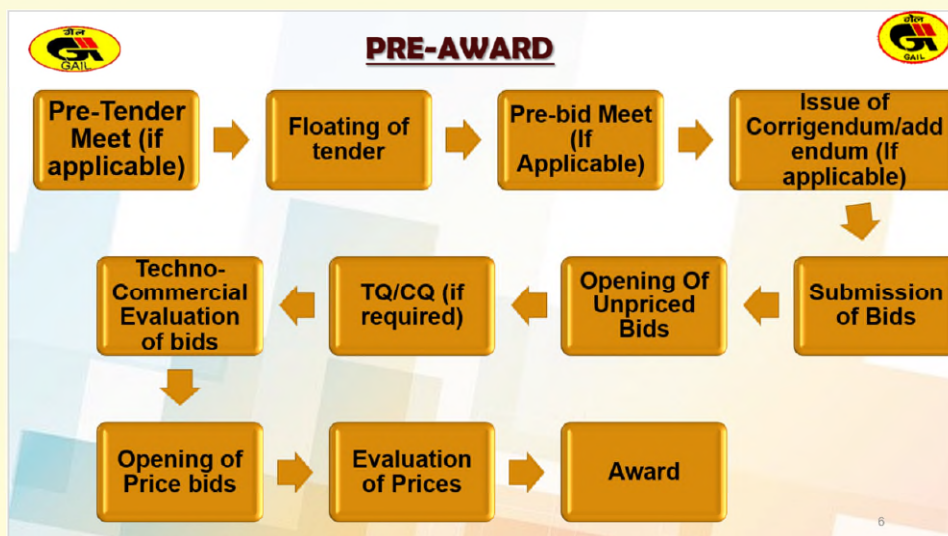 गेल
GAIL
PRE-AWARD
गेल
GAIL
Pre-Tender
Meet (if
applicable)
Floating of
tender
Pre-bid Meet
(If
Applicable)
Issue of
Corrigendum/add
endum (If
applicable)
Submission
of Bids
Opening Of
Unpriced
Bids
TQ/CQ (if
required)
Techno-
Commercial
Evaluation
of bids
Opening of
Price bids
Evaluation
of Prices
Award
6